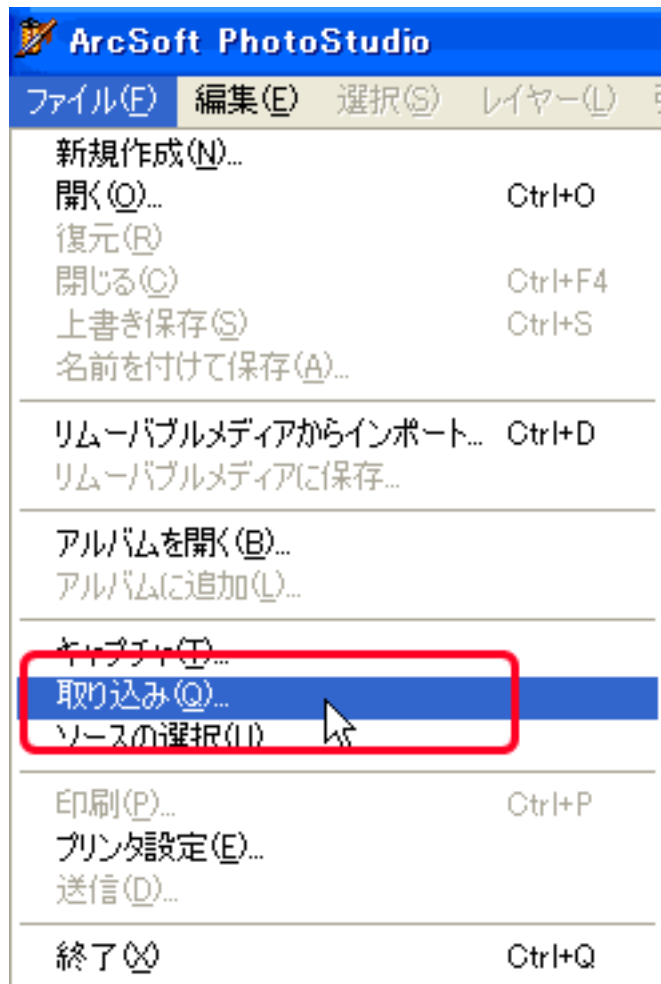 ArcSoft PhotoStudio
ファイル(F) 編集(E) 選択(S) レイヤー(L)
新規作成(N)...
開く(O)... Ctrl+O
復元(R)
閉じる(C) Ctrl+F4
上書き保存(S) Ctrl+S
名前を付けて保存(A)...
リムーバブルメディアからインポート... Ctrl+D
リムーバブルメディアに保存...
アルバムを開く(B)...
アルバムに追加(L)...
キャプチャ(T)...
取り込み(Q)...
ソースの選択(U)
印刷(P)... Ctrl+P
プリンタ設定(E)...
送信(D)...
終了(X) Ctrl+Q